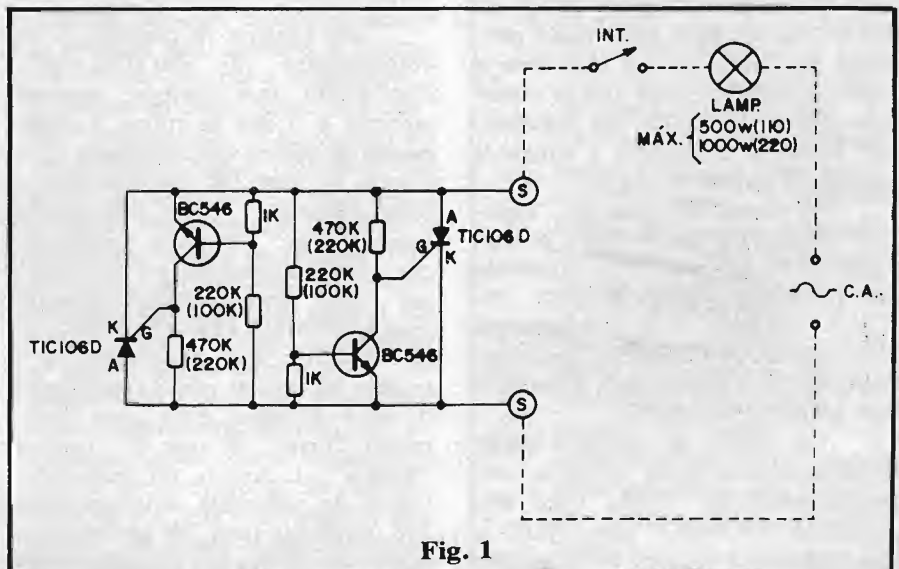 INT.
LAMP.
MÁX. { 500w(110)
1000w(220)
S
BC546
1K
470K
(220K)
A
G
K
TIC106D
220K
(100K)
220K
(100K)
K
G
A
TIC106D
470K
(220K)
1K
BC546
C.A.
S
Fig. 1